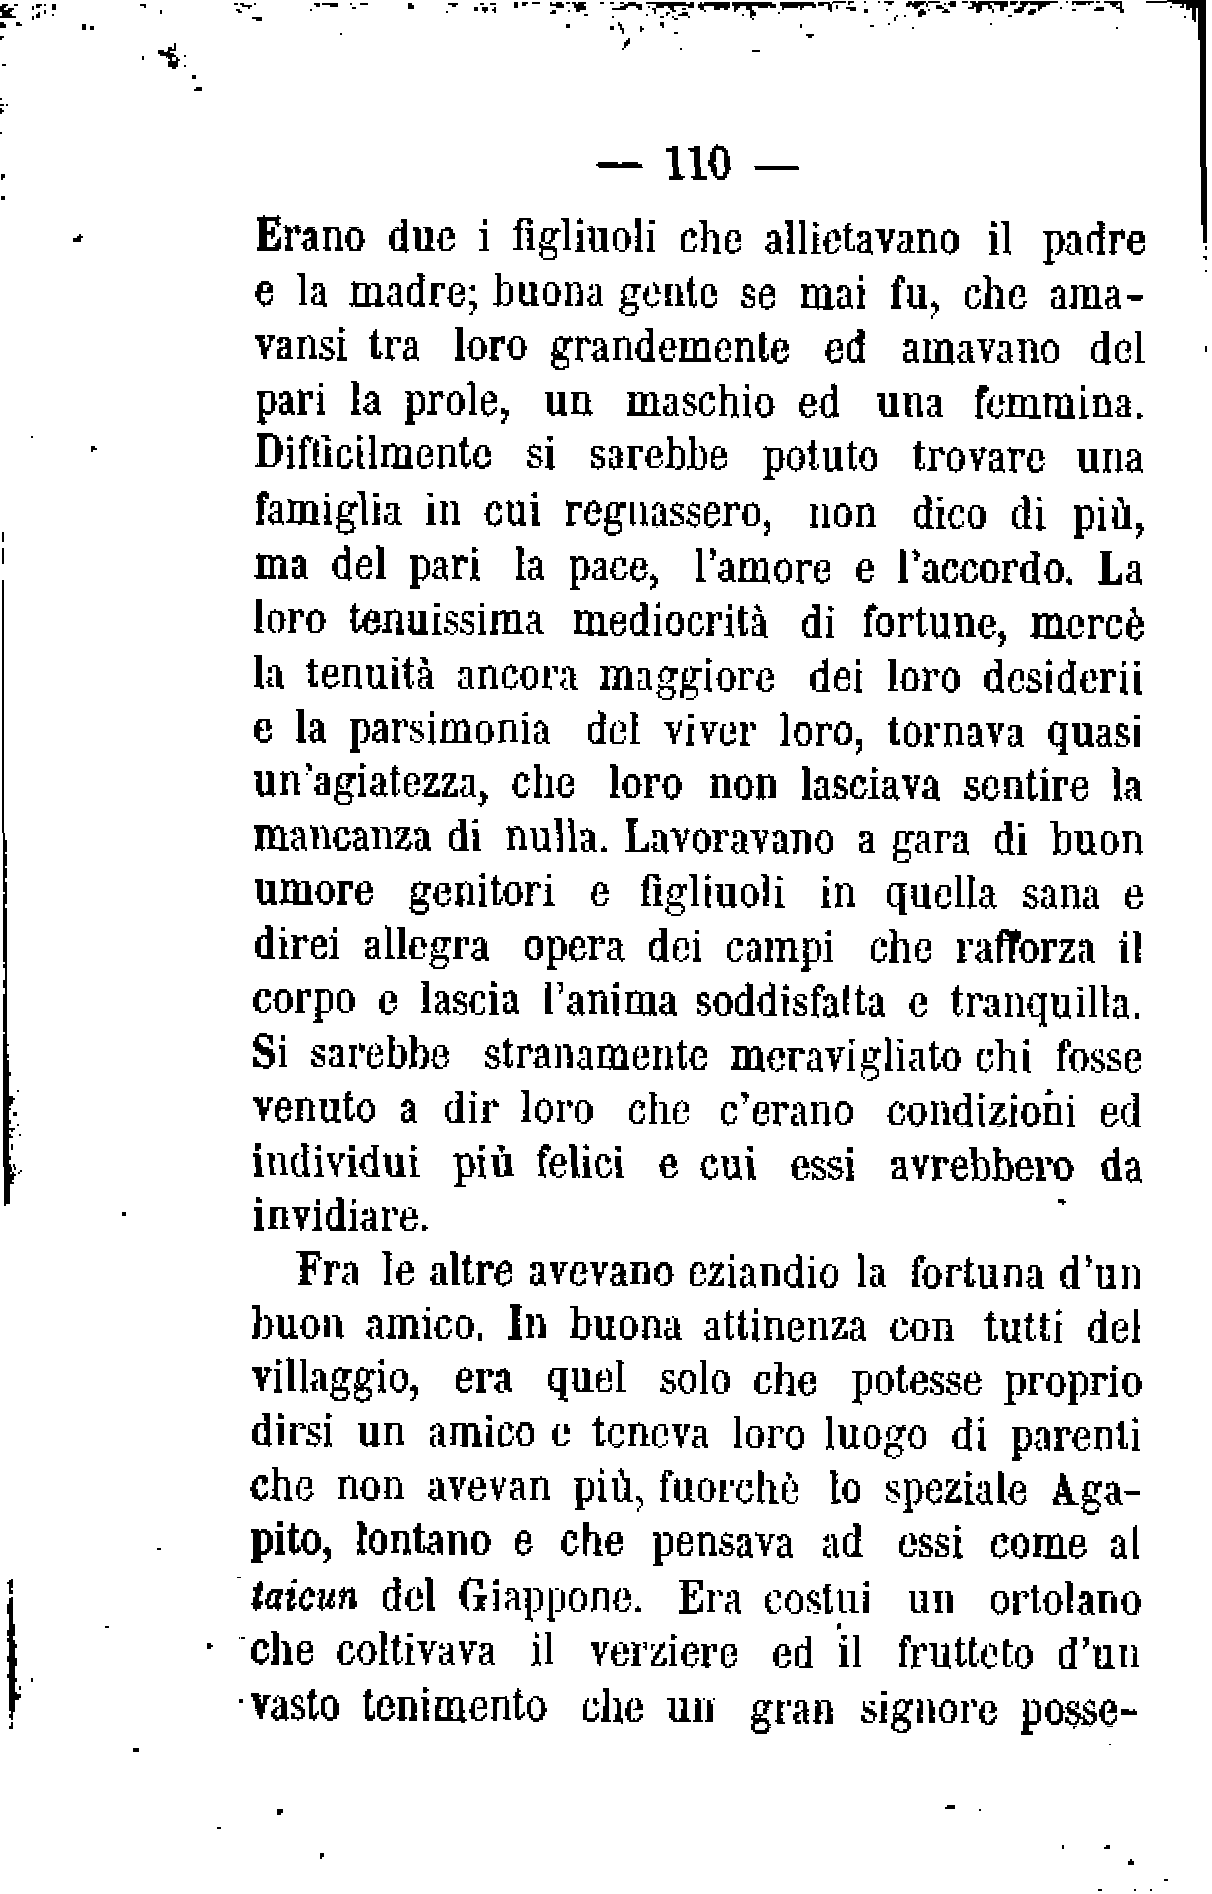 — 110 —
Erano due i figliuoli che allietavano il padre
e la madre; buona gente se mai fu, che ama-
vansi tra loro grandemente ed amavano del
pari la prole, un maschio ed una femmina.
Difficilmente si sarebbe potuto trovare una
famiglia in cui regnassero, non dico di più,
ma del pari la pace, l'amore e l'accordo. La
loro tenuissima mediocrità di fortune, mercè
la tenuità ancora maggiore dei loro desiderii
e la parsimonia del viver loro, tornava quasi
un'agiatezza, che loro non lasciava sentire la
mancanza di nulla. Lavoravano a gara di buon
umore genitori e figliuoli in quella sana e
direi allegra opera dei campi che rafforza il
corpo e lascia l'anima soddisfatta e tranquilla.
Si sarebbe stranamente meravigliato chi fosse
venuto a dir loro che c'erano condizioni ed
individui più felici e cui essi avrebbero da
invidiare.
Fra le altre avevano eziandio la fortuna d'un
buon amico. In buona attinenza con tutti del
villaggio, era quel solo che potesse proprio
dirsi un amico e teneva loro luogo di parenti
che non avevan più, fuorchè lo speziale Aga-
pito, lontano e che pensava ad essi come al
taicun del Giappone. Era costui un ortolano
che coltivava il verziere ed il frutteto d'un
vasto tenimento che un gran signore posse-